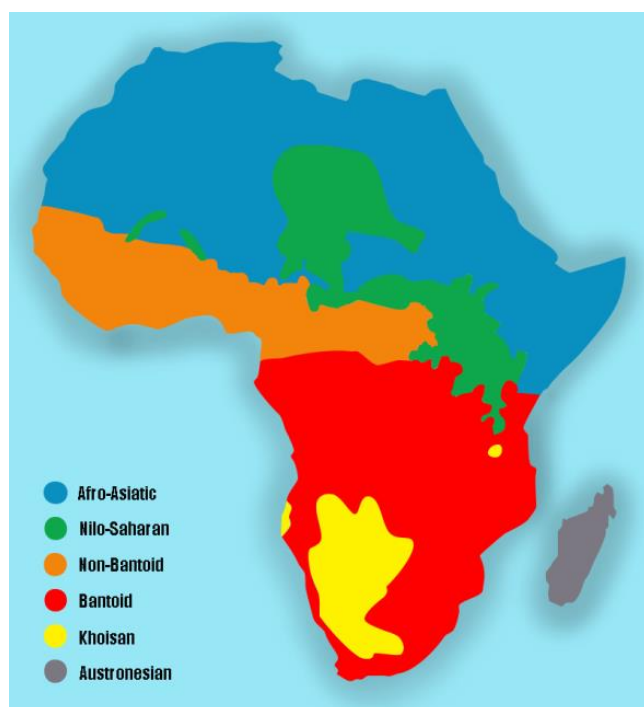 Afro-Asiatic
Nilo-Saharan
Non-Bantoid
Bantoid
Khoisan
Austronesian